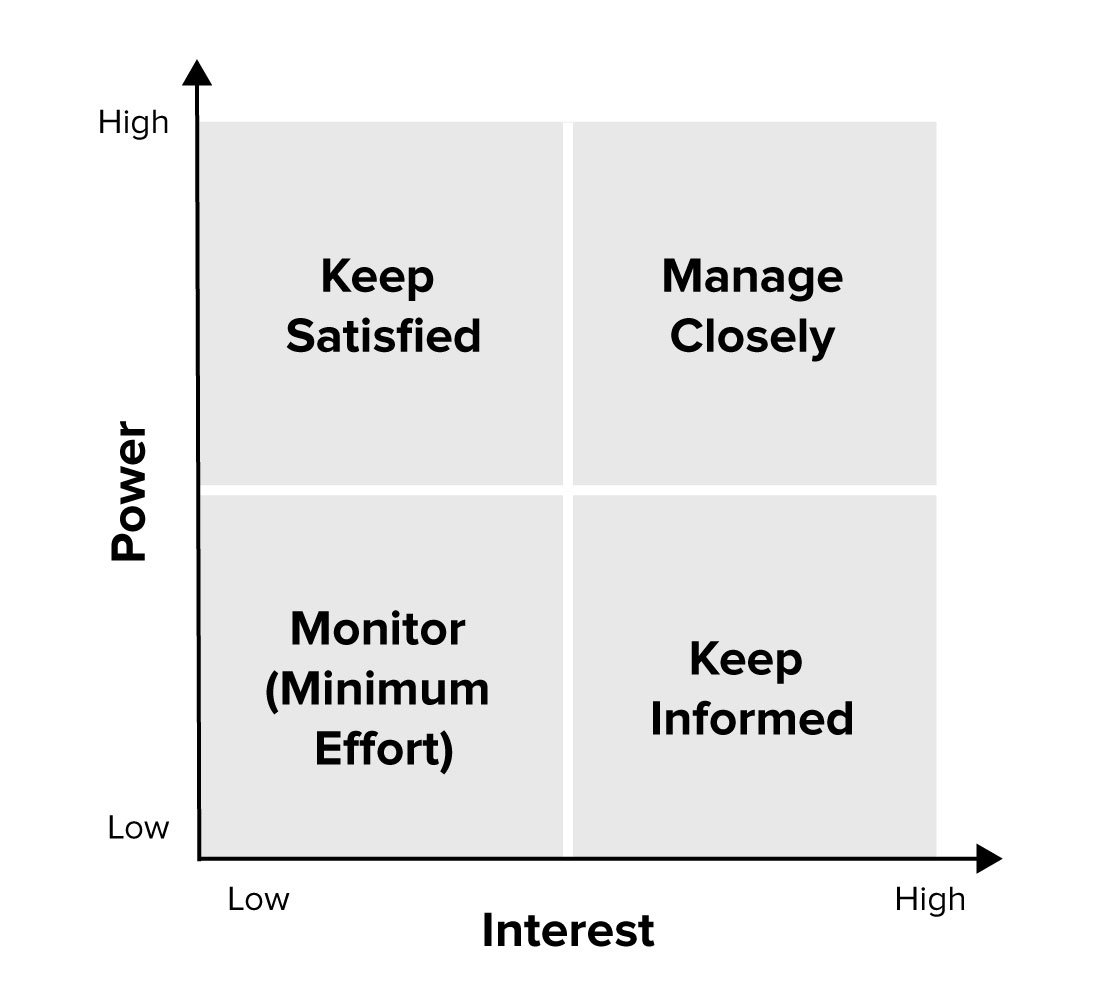 High
Keep
Satisfied
Manage
Closely
Power
Monitor
(Minimum
Effort)
Keep
Informed
Low
Low
High
Interest